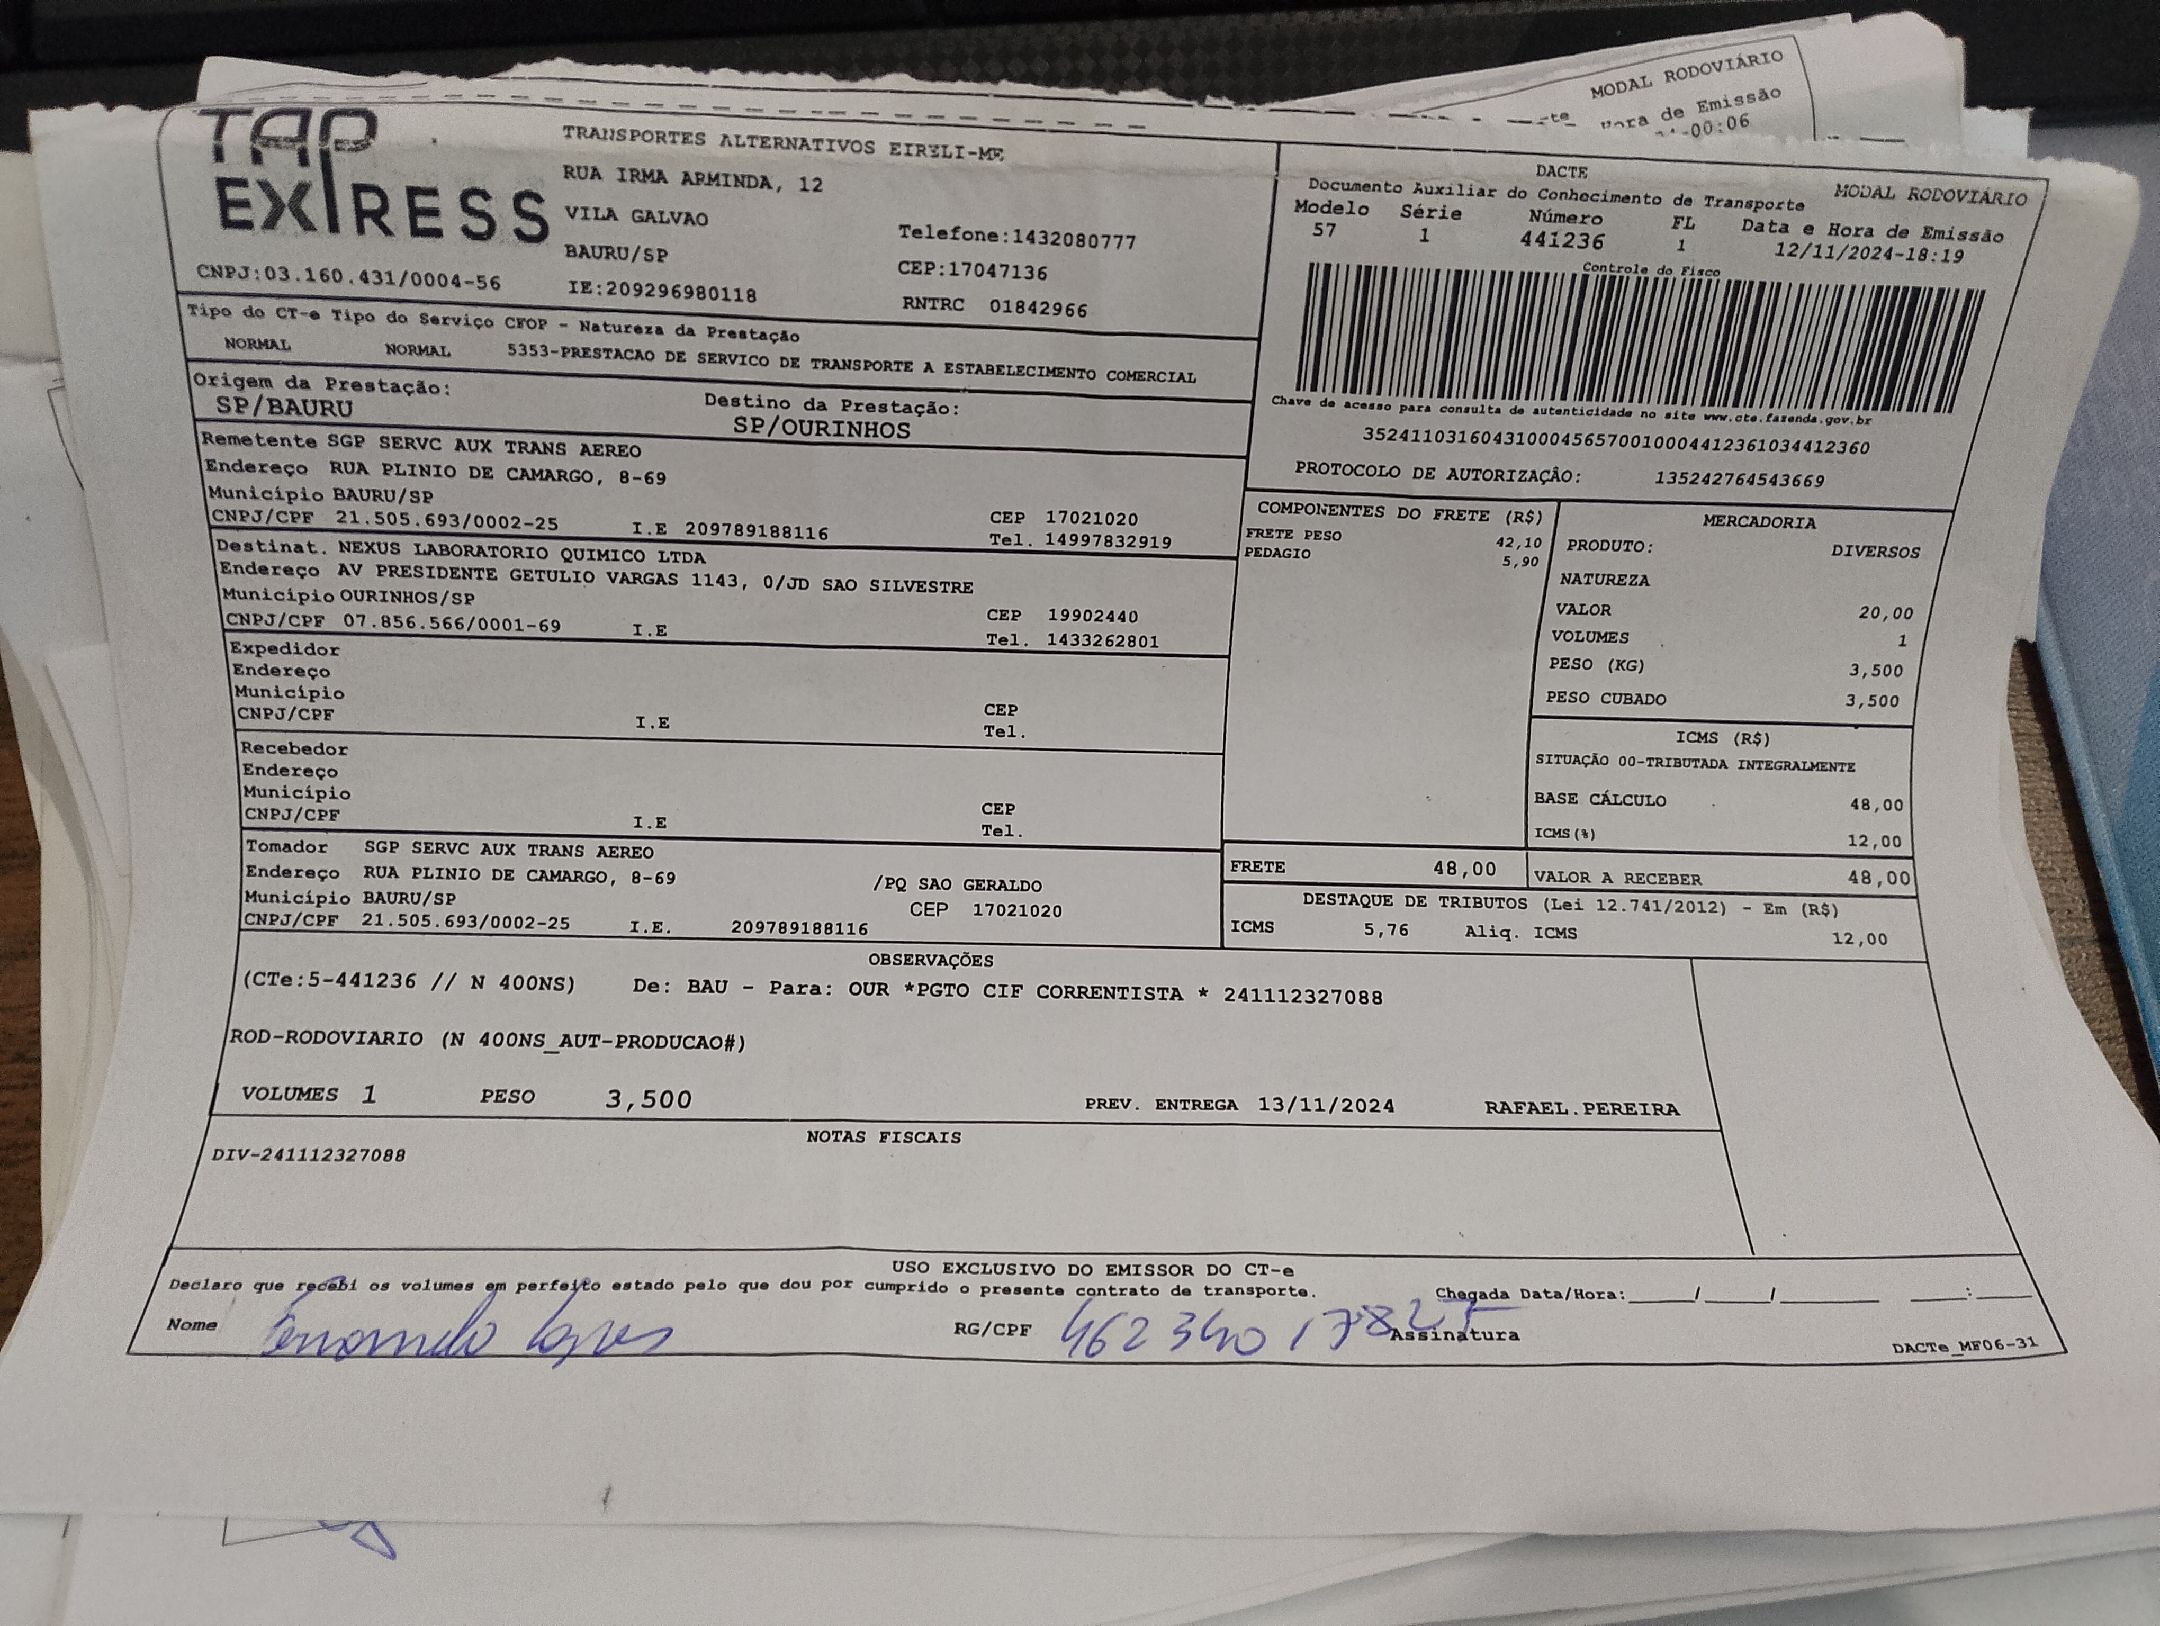 MODAL RODOVIÁRIO
Hora de Emissão
00:06
TAP
EXPRESS
TRANSPORTES ALTERNATIVOS EIRELI-ME
RUA IRMA ARMINDA, 12
VILA GALVAO
BAURU/SP
Telefone:1432080777
CEP:17047136
CNPJ:03.160.431/0004-56
IE:209296980118
RNTRC 01842966
DACTE
MODAL RODOVIÁRIO
Documento Auxiliar do Conhecimento de Transporte
Modelo Série Número FL Data e Hora de Emissão
57 1 441236 1 12/11/2024-18:19
Controle do Fisco
Chave de acesso para consulta de autenticidade no site www.cte.fazenda.gov.br
35241103160431000456570010004412361034412360
PROTOCOLO DE AUTORIZAÇÃO: 135242764543669
Tipo do CT-e Tipo do Serviço CFOP - Natureza da Prestação
NORMAL NORMAL 5353-PRESTACAO DE SERVICO DE TRANSPORTE A ESTABELECIMENTO COMERCIAL
Origem da Prestação: Destino da Prestação:
SP/BAURU SP/OURINHOS
Remetente SGP SERVC AUX TRANS AEREO
Endereço RUA PLINIO DE CAMARGO, 8-69
Município BAURU/SP CEP 17021020
CNPJ/CPF 21.505.693/0002-25 I.E 209789188116 Tel. 14997832919
Destinat. NEXUS LABORATORIO QUIMICO LTDA
Endereço AV PRESIDENTE GETULIO VARGAS 1143, 0/JD SAO SILVESTRE
Município OURINHOS/SP CEP 19902440
CNPJ/CPF 07.856.566/0001-69 I.E Tel. 1433262801
Expedidor
Endereço
Município CEP
CNPJ/CPF I.E Tel.
Recebedor
Endereço
Município CEP
CNPJ/CPF I.E Tel.
Tomador SGP SERVC AUX TRANS AEREO
Endereço RUA PLINIO DE CAMARGO, 8-69 /PQ SAO GERALDO
Município BAURU/SP CEP 17021020
CNPJ/CPF 21.505.693/0002-25 I.E. 209789188116
COMPONENTES DO FRETE (R$)
FRETE PESO 42,10
PEDAGIO 5,90
MERCADORIA
PRODUTO: DIVERSOS
NATUREZA
VALOR 20,00
VOLUMES 1
PESO (KG) 3,500
PESO CUBADO 3,500
ICMS (R$)
SITUAÇÃO 00-TRIBUTADA INTEGRALMENTE
BASE CÁLCULO 48,00
ICMS(%) 12,00
FRETE 48,00 VALOR A RECEBER 48,00
DESTAQUE DE TRIBUTOS (Lei 12.741/2012) - Em (R$)
ICMS 5,76 Aliq. ICMS 12,00
OBSERVAÇÕES
(CTe:5-441236 // N 400NS) De: BAU - Para: OUR *PGTO CIF CORRENTISTA * 241112327088
ROD-RODOVIARIO (N 400NS_AUT-PRODUCAO#)
VOLUMES 1 PESO 3,500 PREV. ENTREGA 13/11/2024 RAFAEL.PEREIRA
NOTAS FISCAIS
DIV-241112327088
USO EXCLUSIVO DO EMISSOR DO CT-e
Declaro que recebi os volumes em perfeito estado pelo que dou por cumprido o presente contrato de transporte. Chegada Data/Hora:_____/____/_______ ___:____
Nome RG/CPF 46234017827 Assinatura
DACTe_MF06-31